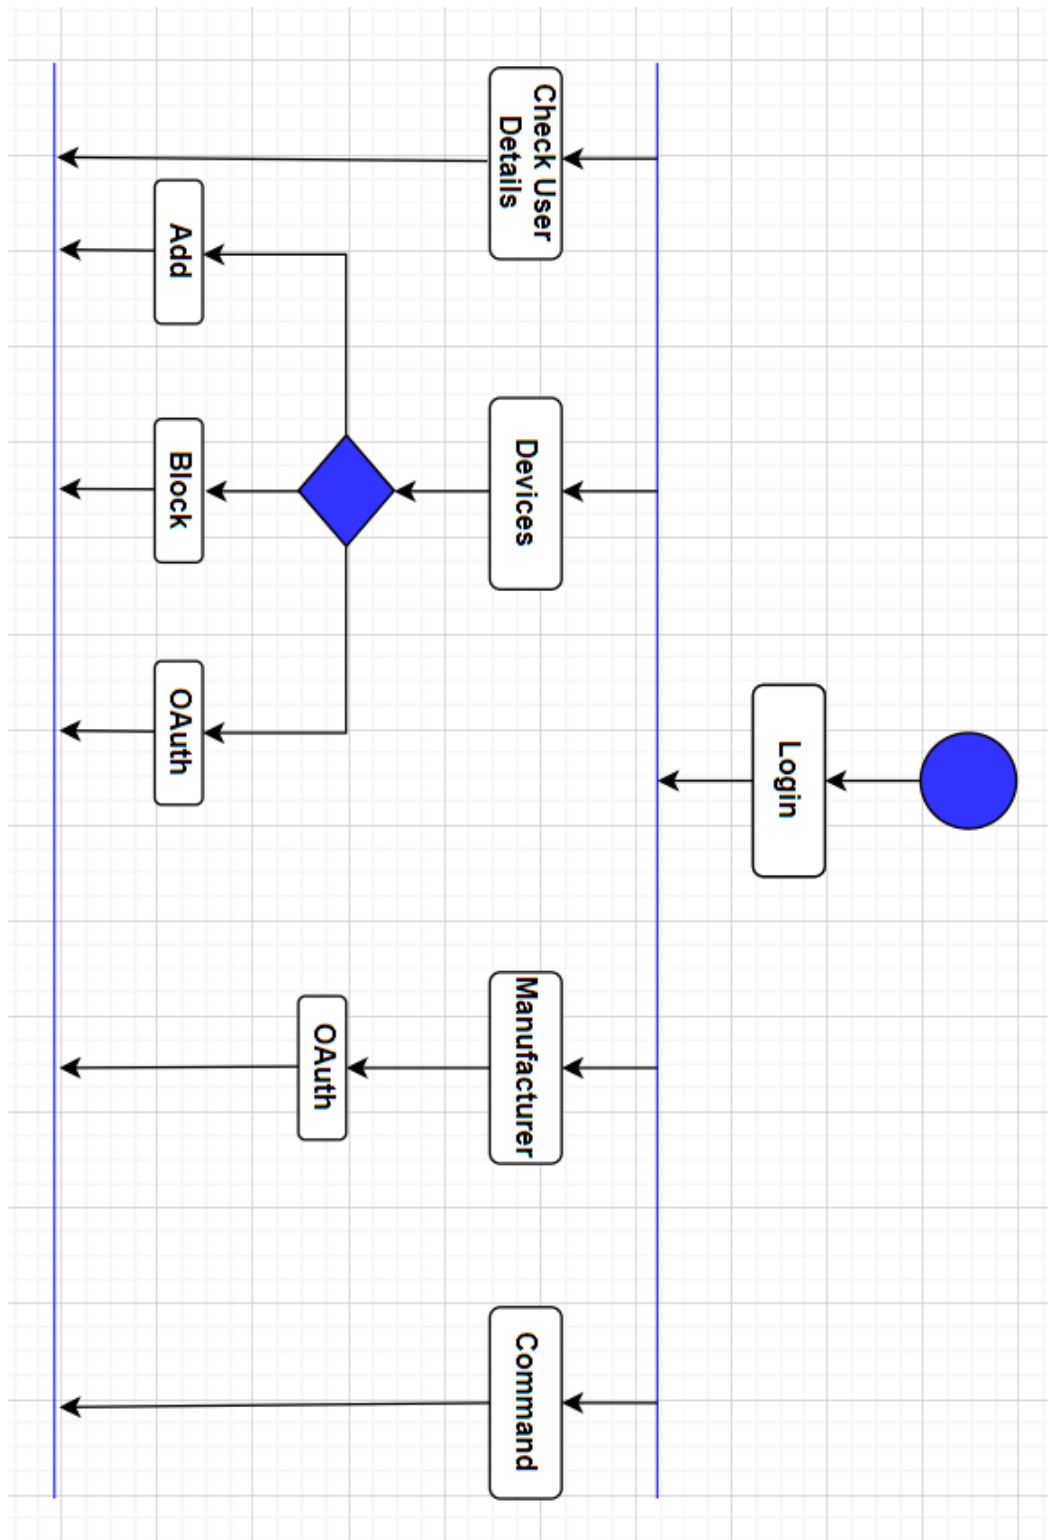 Login
Check User
Details
Devices
Manufacturer
Command
OAuth
Add
Block
OAuth